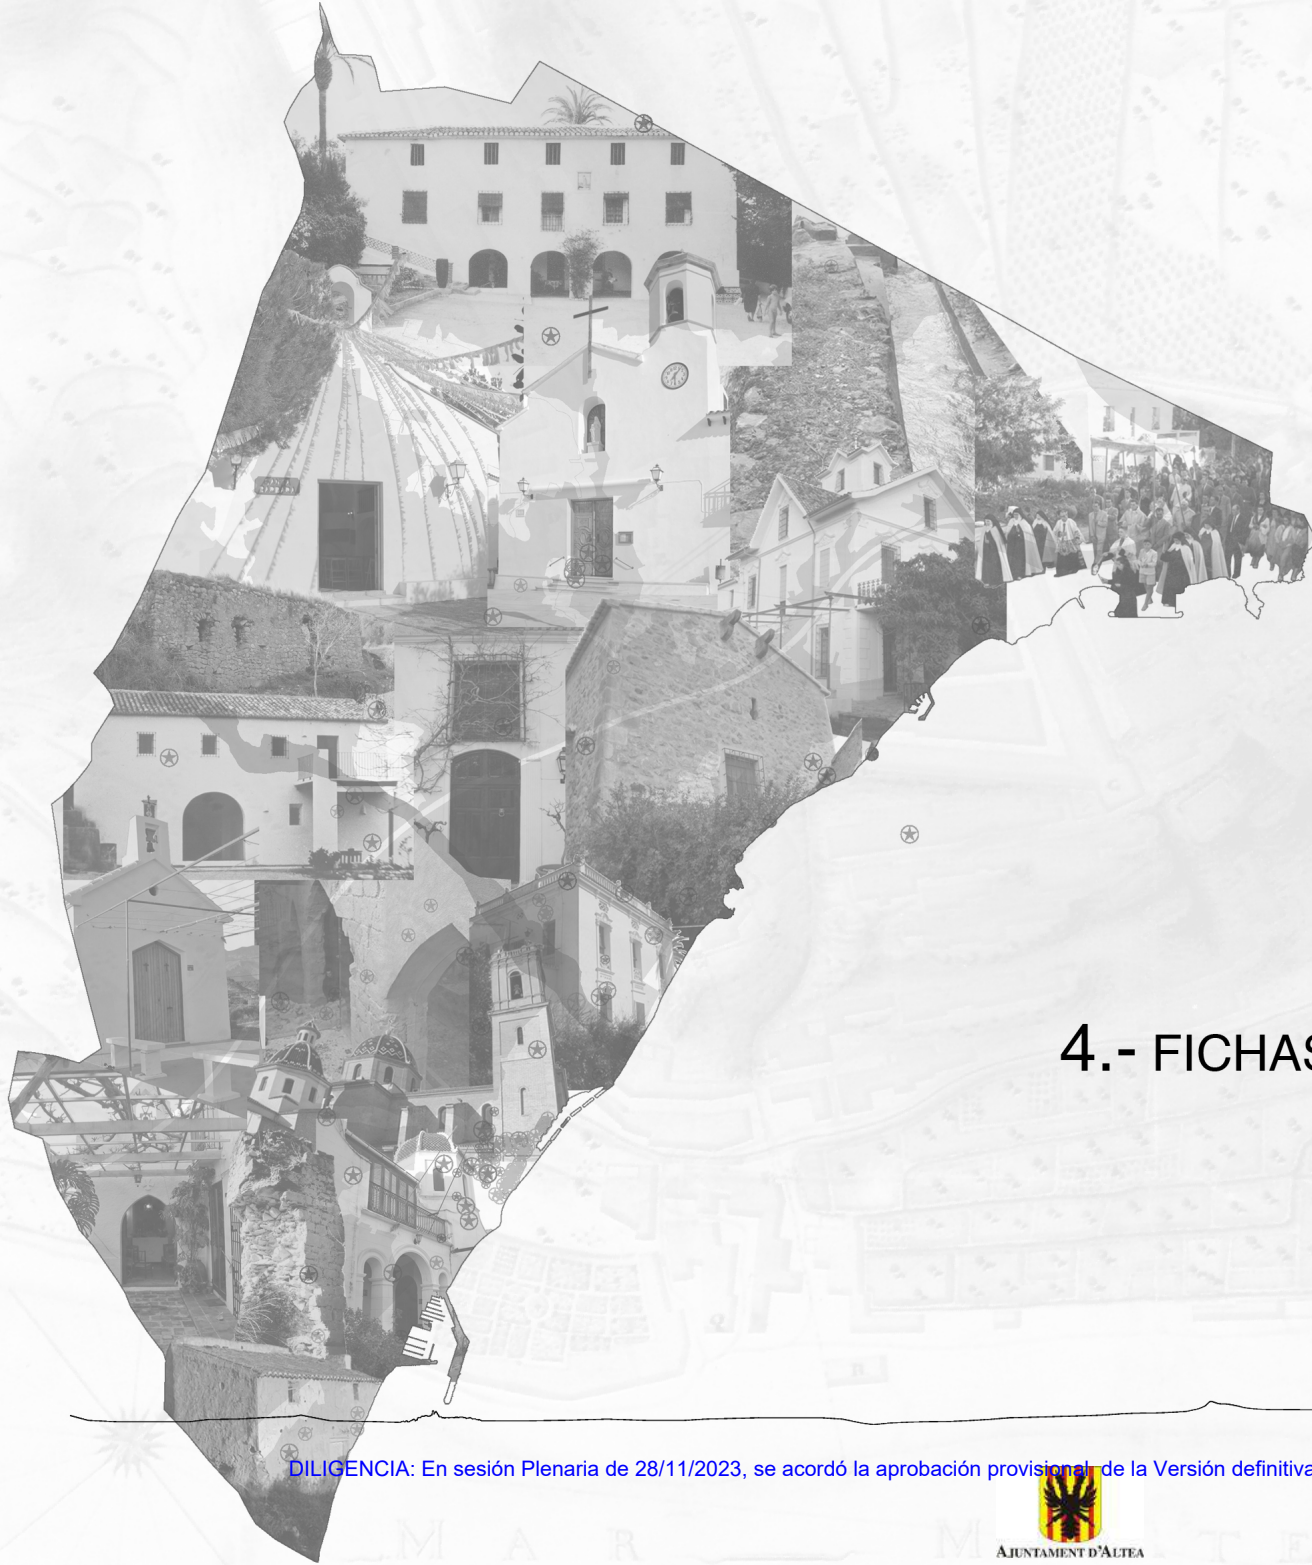 4.- FICHAS
DILIGENCIA: En sesión Plenaria de 28/11/2023, se acordó la aprobación provisional de la Versión definitiva
AJUNTAMENT D'ALTEA
M A R M